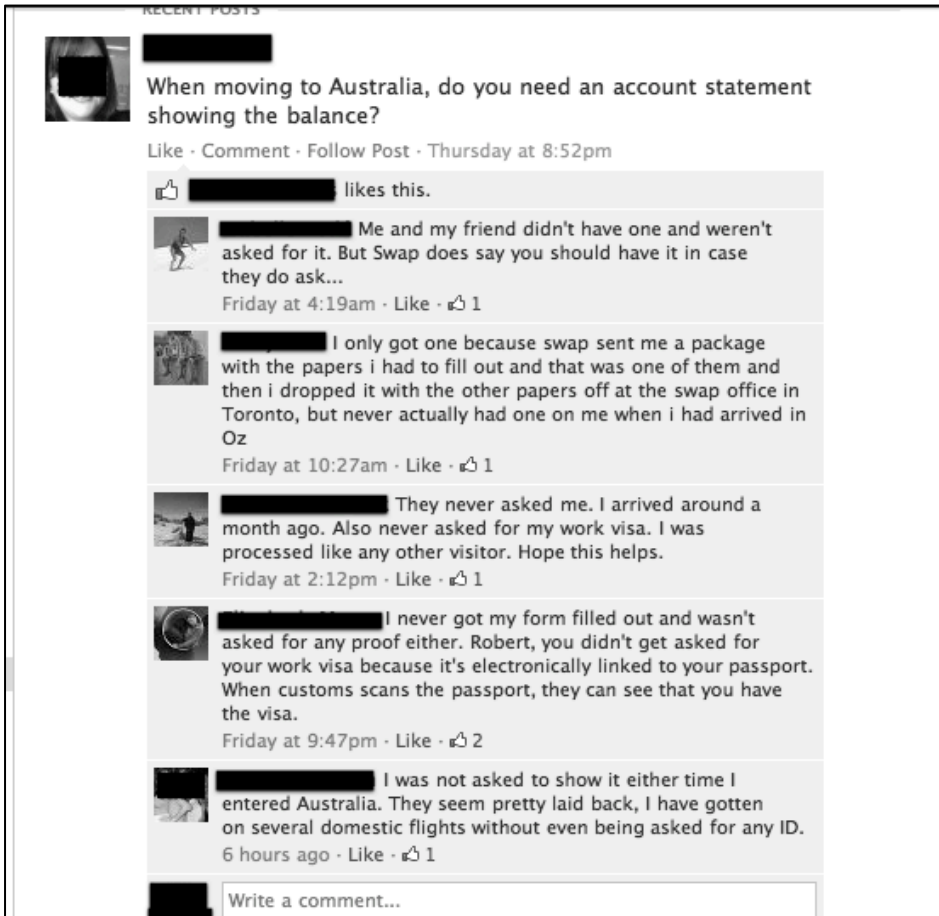 RECENT POSTS
When moving to Australia, do you need an account statement
showing the balance?
Like · Comment · Follow Post · Thursday at 8:52pm
likes this.
Me and my friend didn't have one and weren't
asked for it. But Swap does say you should have it in case
they do ask...
Friday at 4:19am · Like · 1
I only got one because swap sent me a package
with the papers i had to fill out and that was one of them and
then i dropped it with the other papers off at the swap office in
Toronto, but never actually had one on me when i had arrived in
Oz
Friday at 10:27am · Like · 1
They never asked me. I arrived around a
month ago. Also never asked for my work visa. I was
processed like any other visitor. Hope this helps.
Friday at 2:12pm · Like · 1
I never got my form filled out and wasn't
asked for any proof either. Robert, you didn't get asked for
your work visa because it's electronically linked to your passport.
When customs scans the passport, they can see that you have
the visa.
Friday at 9:47pm · Like · 2
I was not asked to show it either time I
entered Australia. They seem pretty laid back, I have gotten
on several domestic flights without even being asked for any ID.
6 hours ago · Like · 1
Write a comment...